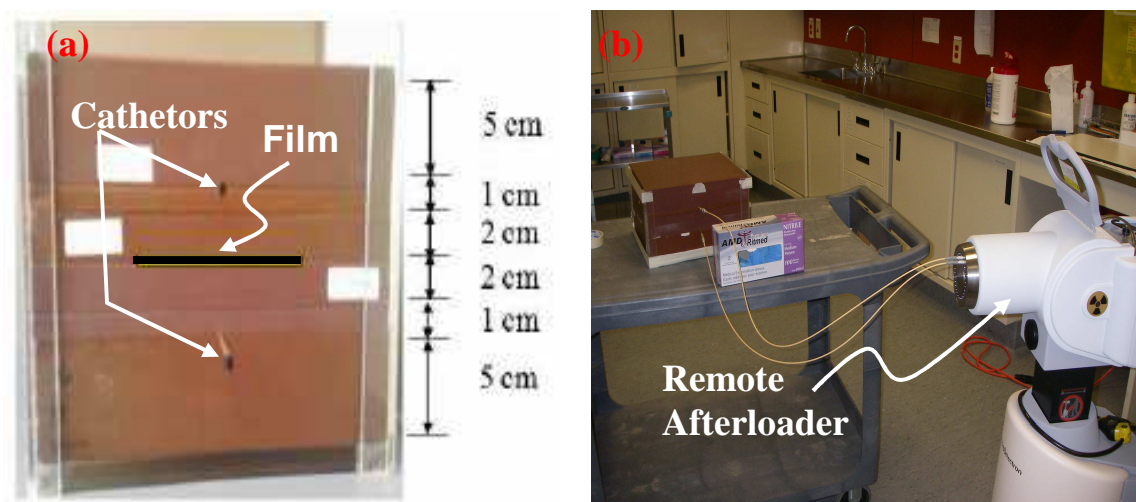 (a)
Cathetors
Film
5 cm
1 cm
2 cm
2 cm
1 cm
5 cm
(b)
AMD Ritmed
NITRILE
Remote
Afterloader